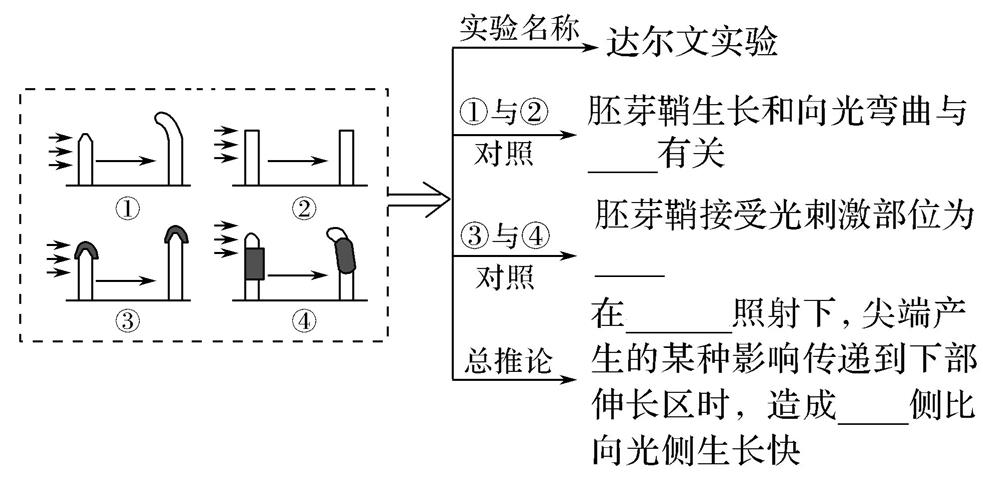 实验名称
达尔文实验
①与②
对照
胚芽鞘生长和向光弯曲与
____有关
③与④
对照
胚芽鞘接受光刺激部位为
____
总推论
在______照射下,尖端产
生的某种影响传递到下部
伸长区时,造成____侧比
向光侧生长快
①
②
③
④